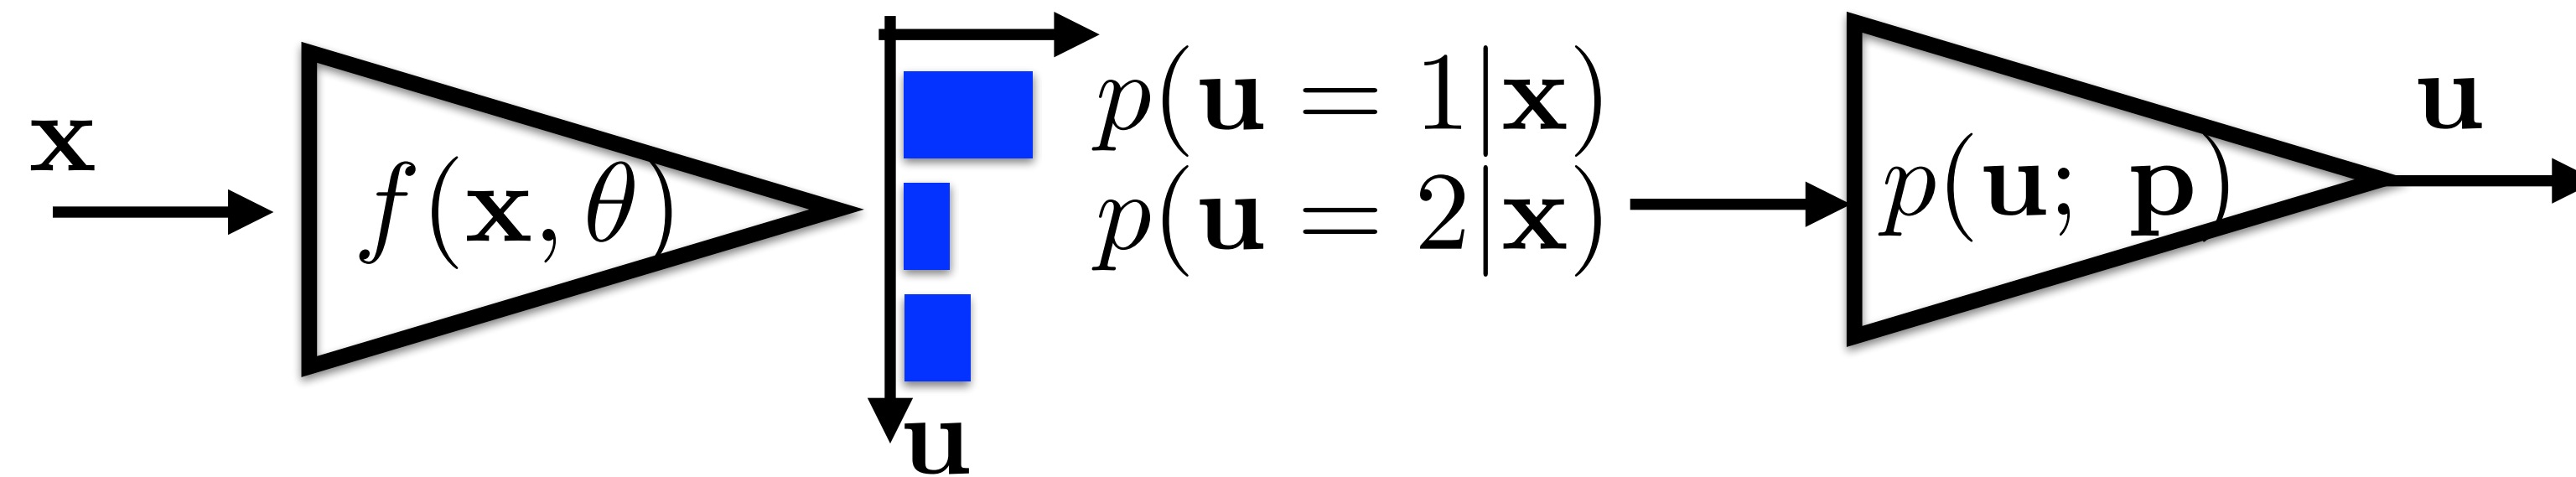 x
f(x, θ)
p(u = 1|x)
p(u = 2|x)
u
p(u; p)
u